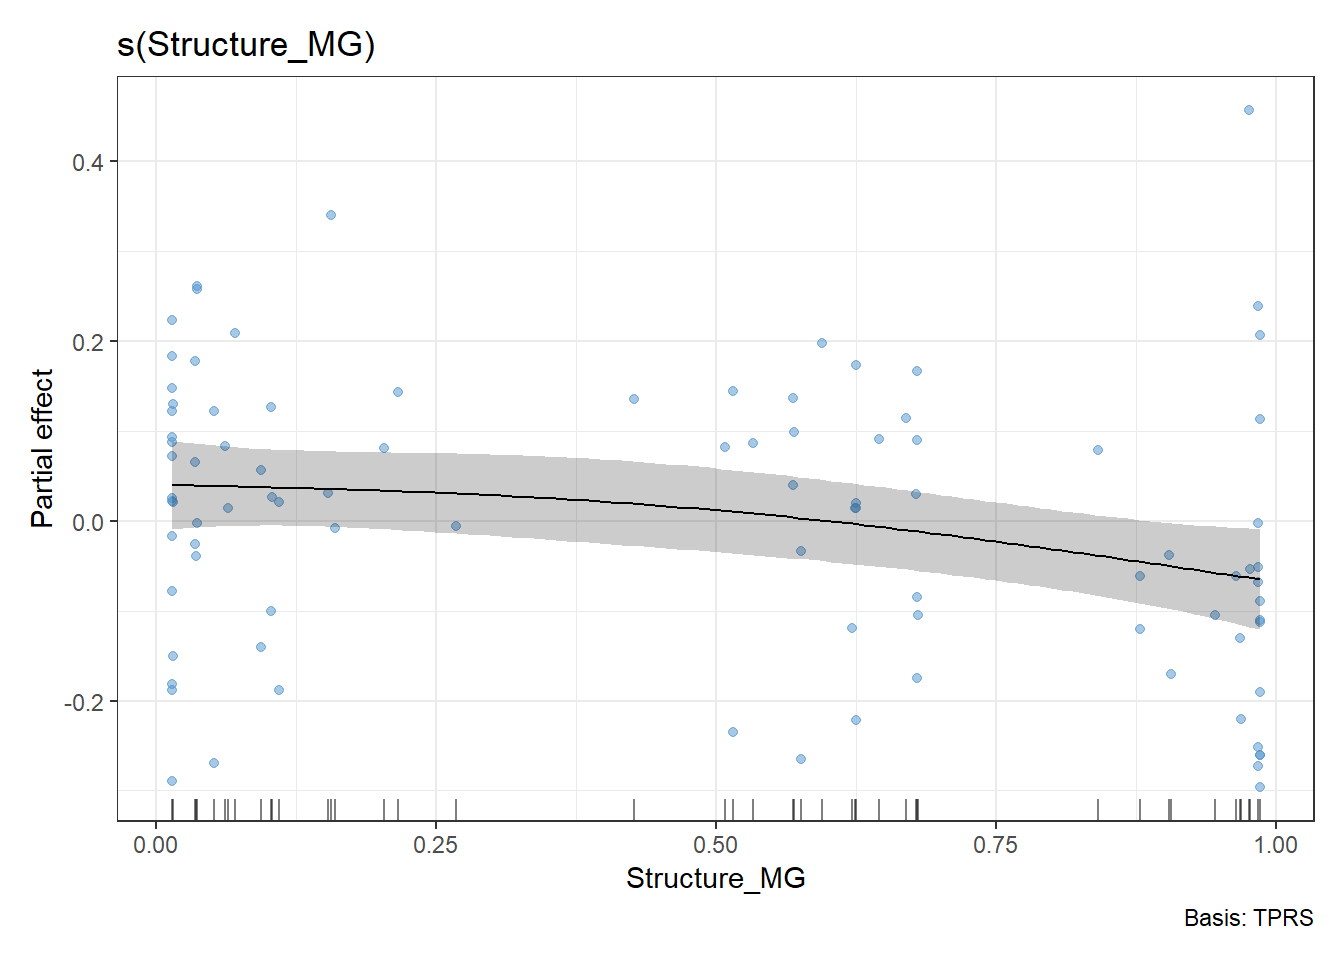 s(Structure_MG)
Partial effect
0.4
0.2
0.0
-0.2
0.00 0.25 0.50 0.75 1.00
Structure_MG
Basis: TPRS